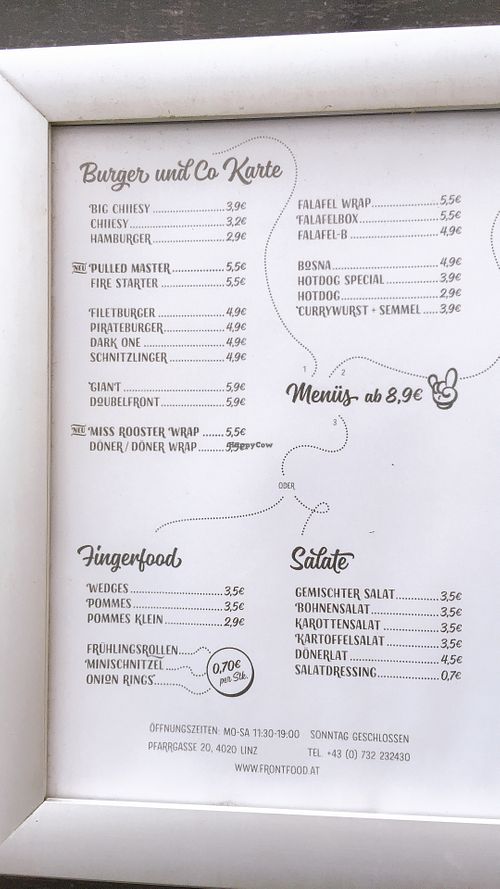 Burger und Co Karte
BIG CHIIESY 3,9€
CHIIESY 3,2€
HAMBURGER 2,9€
NEU PULLED MASTER 5,5€
FIRE STARTER 5,5€
FILETBURGER 4,9€
PIRATEBURGER 4,9€
DARK ONE 4,9€
SCHNITZLINGER 4,9€
GIANT 5,9€
DOUBELFRONT 5,9€
NEU MISS ROOSTER WRAP 5,5€
DÖNER / DÖNER WRAP
HappyCow
FALAFEL WRAP 5,5€
FALAFELBOX 5,5€
FALAFEL-B 4,9€
BOSNA 4,9€
HOTDOG SPECIAL 3,9€
HOTDOG 2,9€
CURRYWURST + SEMMEL 3,9€
1
2
Menüs ab 8,9€
3
ODER
Fingerfood
WEDGES 3,5€
POMMES 3,5€
POMMES KLEIN 2,9€
FRÜHLINGSROLLEN
MINISCHNITZEL
ONION RINGS
0,70€
per Stk.
Salate
GEMISCHTER SALAT 3,5€
BOHNENSALAT 3,5€
KAROTTENSALAT 3,5€
KARTOFFELSALAT 3,5€
DÖNERLAT 4,5€
SALATDRESSING 0,7€
ÖFFNUNGSZEITEN: MO-SA 11:30-19:00 SONNTAG GESCHLOSSEN
PFARRGASSE 20, 4020 LINZ TEL. +43 (0) 732 232430
WWW.FRONTFOOD.AT